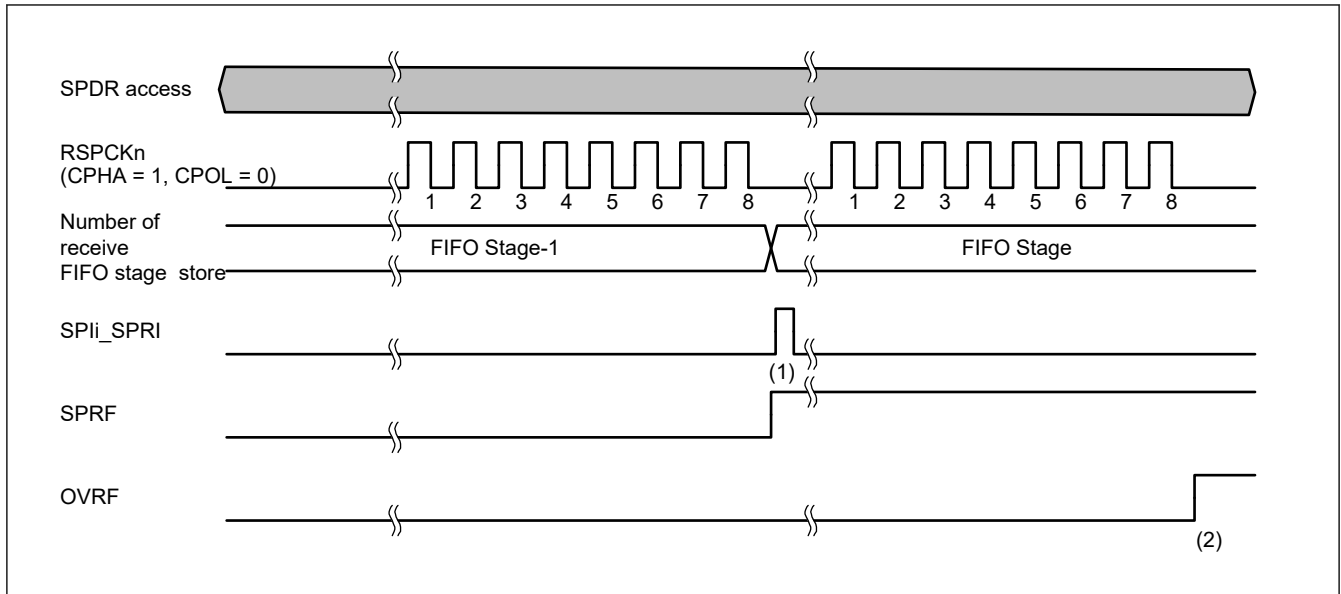 SPDR access
RSPCKn
(CPHA = 1, CPOL = 0)
1 2 3 4 5 6 7 8 1 2 3 4 5 6 7 8
Number of
receive
FIFO stage store
FIFO Stage-1 FIFO Stage
SPIi_SPRI
(1)
SPRF
OVRF
(2)